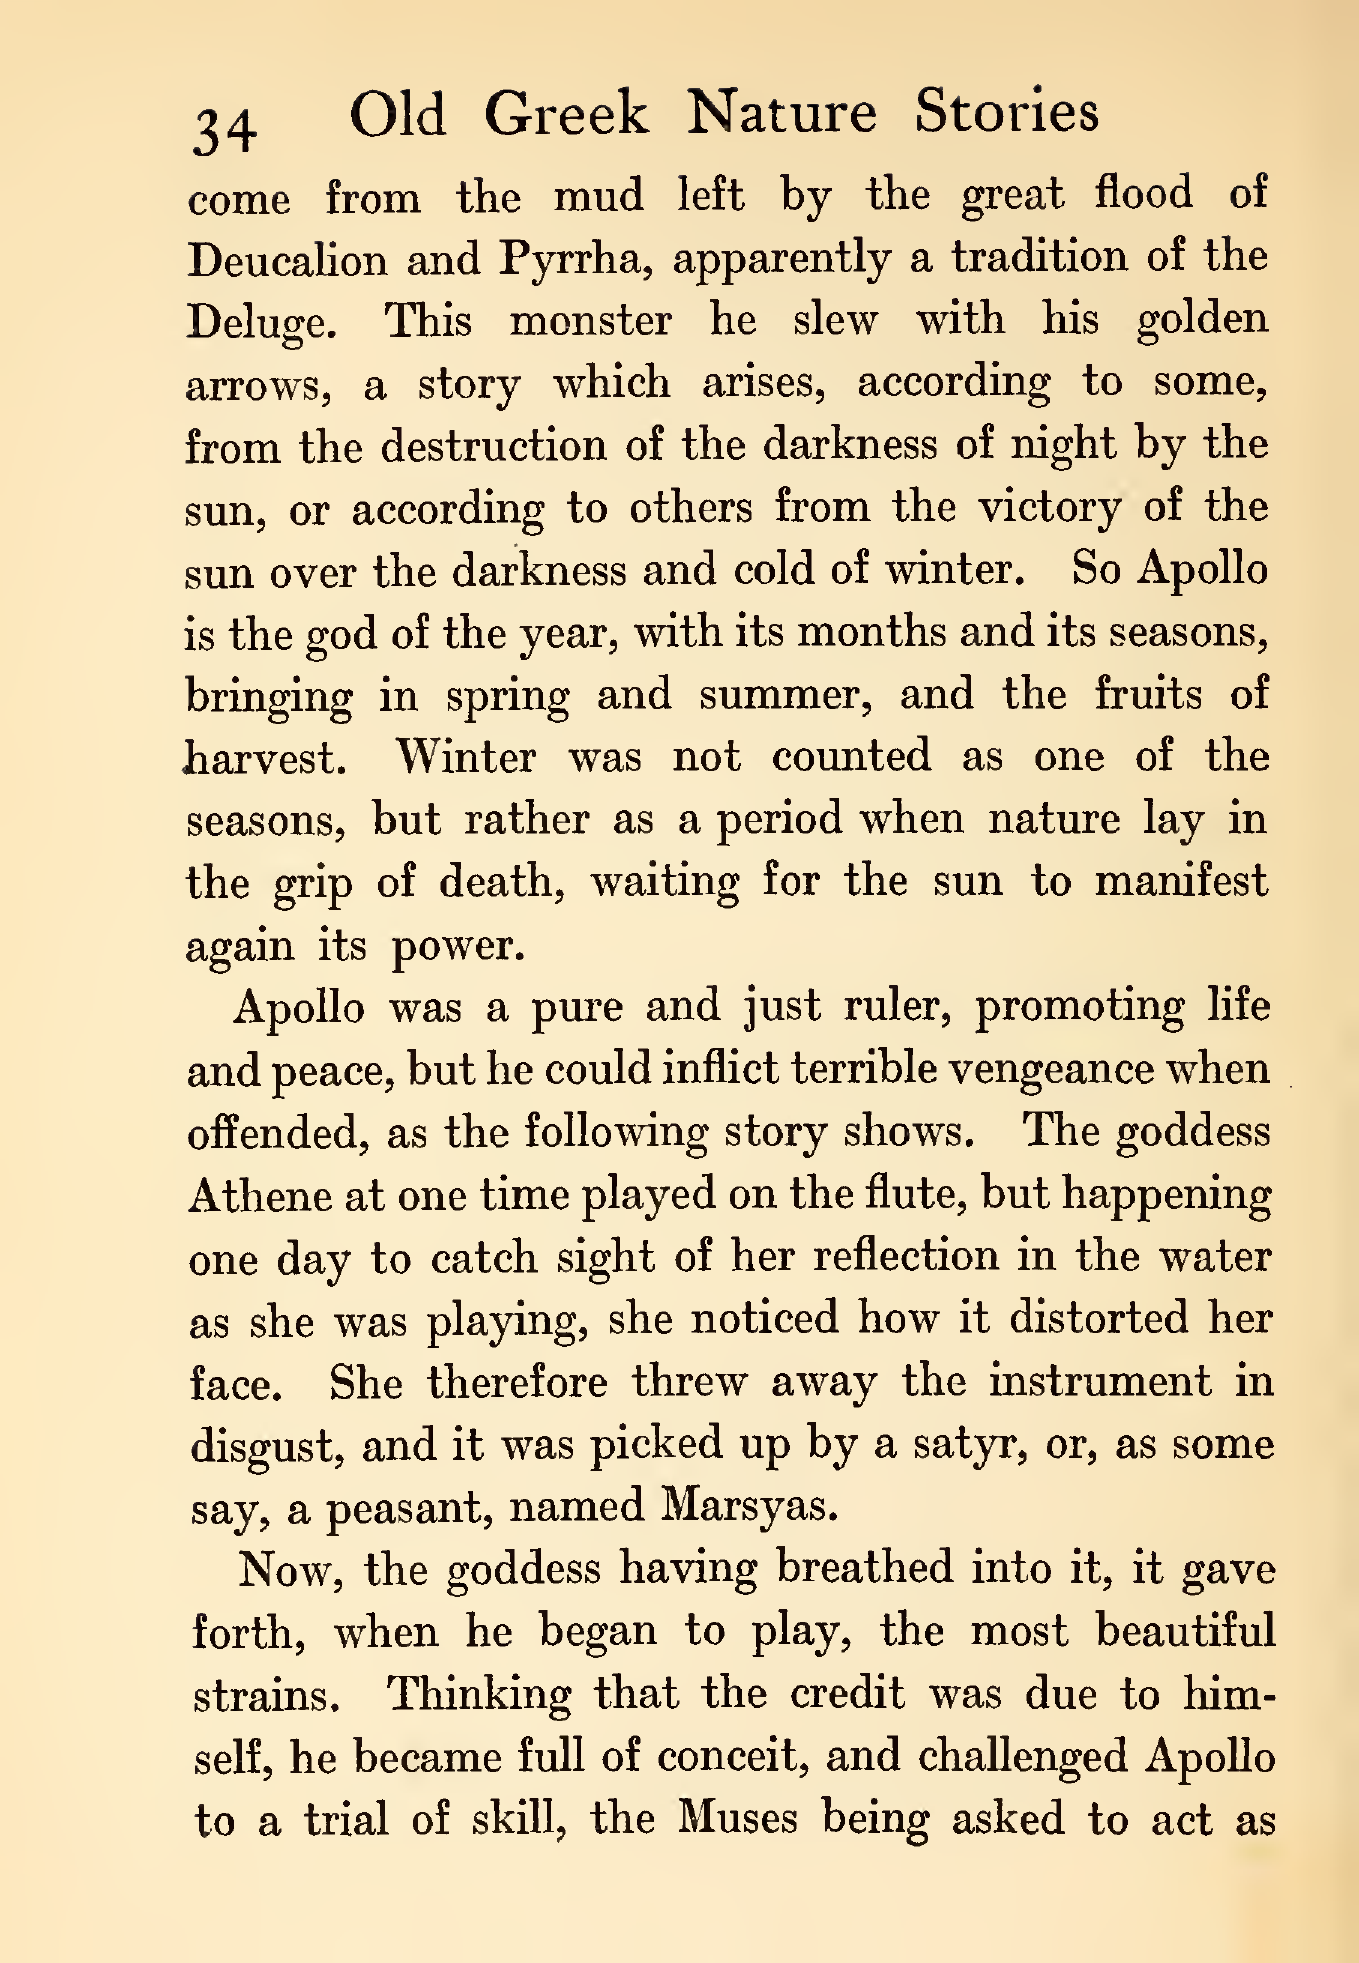 34 Old Greek Nature Stories
come from the mud left by the great flood of
Deucalion and Pyrrha, apparently a tradition of the
Deluge. This monster he slew with his golden
arrows, a story which arises, according to some,
from the destruction of the darkness of night by the
sun, or according to others from the victory of the
sun over the darkness and cold of winter. So Apollo
is the god of the year, with its months and its seasons,
bringing in spring and summer, and the fruits of
harvest. Winter was not counted as one of the
seasons, but rather as a period when nature lay in
the grip of death, waiting for the sun to manifest
again its power.
Apollo was a pure and just ruler, promoting life
and peace, but he could inflict terrible vengeance when
offended, as the following story shows. The goddess
Athene at one time played on the flute, but happening
one day to catch sight of her reflection in the water
as she was playing, she noticed how it distorted her
face. She therefore threw away the instrument in
disgust, and it was picked up by a satyr, or, as some
say, a peasant, named Marsyas.
Now, the goddess having breathed into it, it gave
forth, when he began to play, the most beautiful
strains. Thinking that the credit was due to him-
self, he became full of conceit, and challenged Apollo
to a trial of skill, the Muses being asked to act as